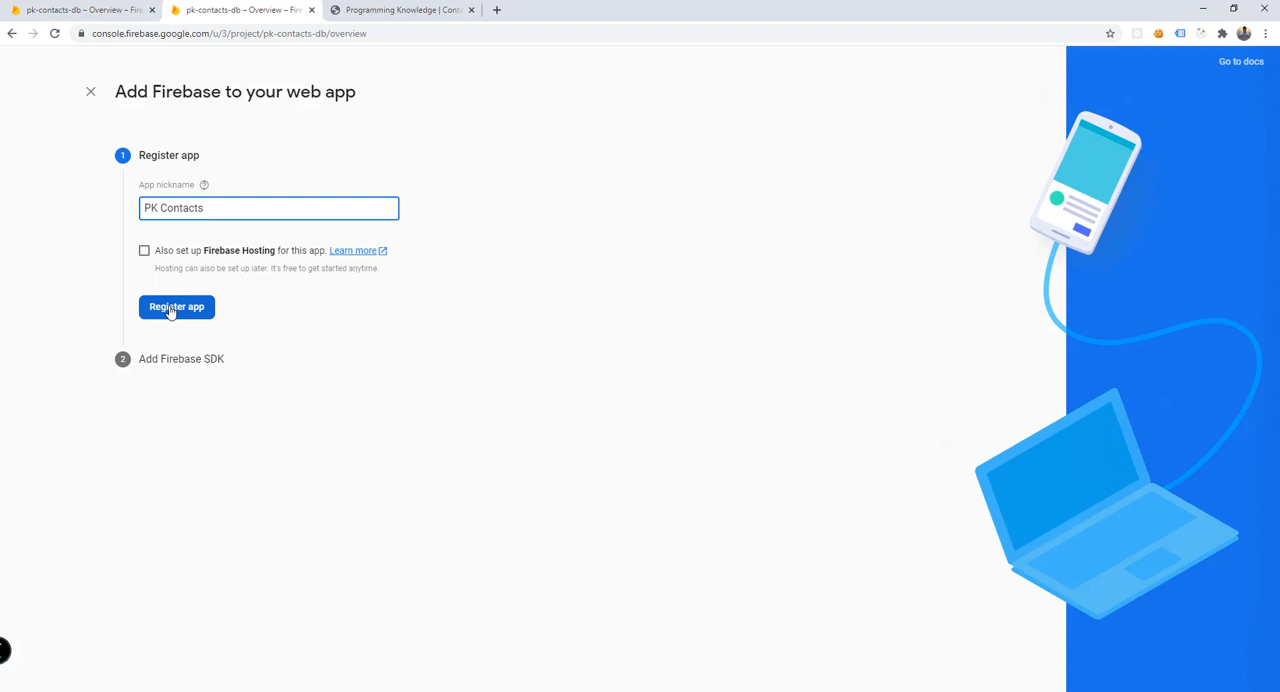 pk-contacts-db – Overview – Fire
pk-contacts-db – Overview – Fire
Programming Knowledge | Conta
console.firebase.google.com/u/3/project/pk-contacts-db/overview
Go to docs
Add Firebase to your web app
1 Register app
App nickname
PK Contacts
Also set up Firebase Hosting for this app. Learn more
Hosting can also be set up later. It's free to get started anytime.
Register app
2 Add Firebase SDK